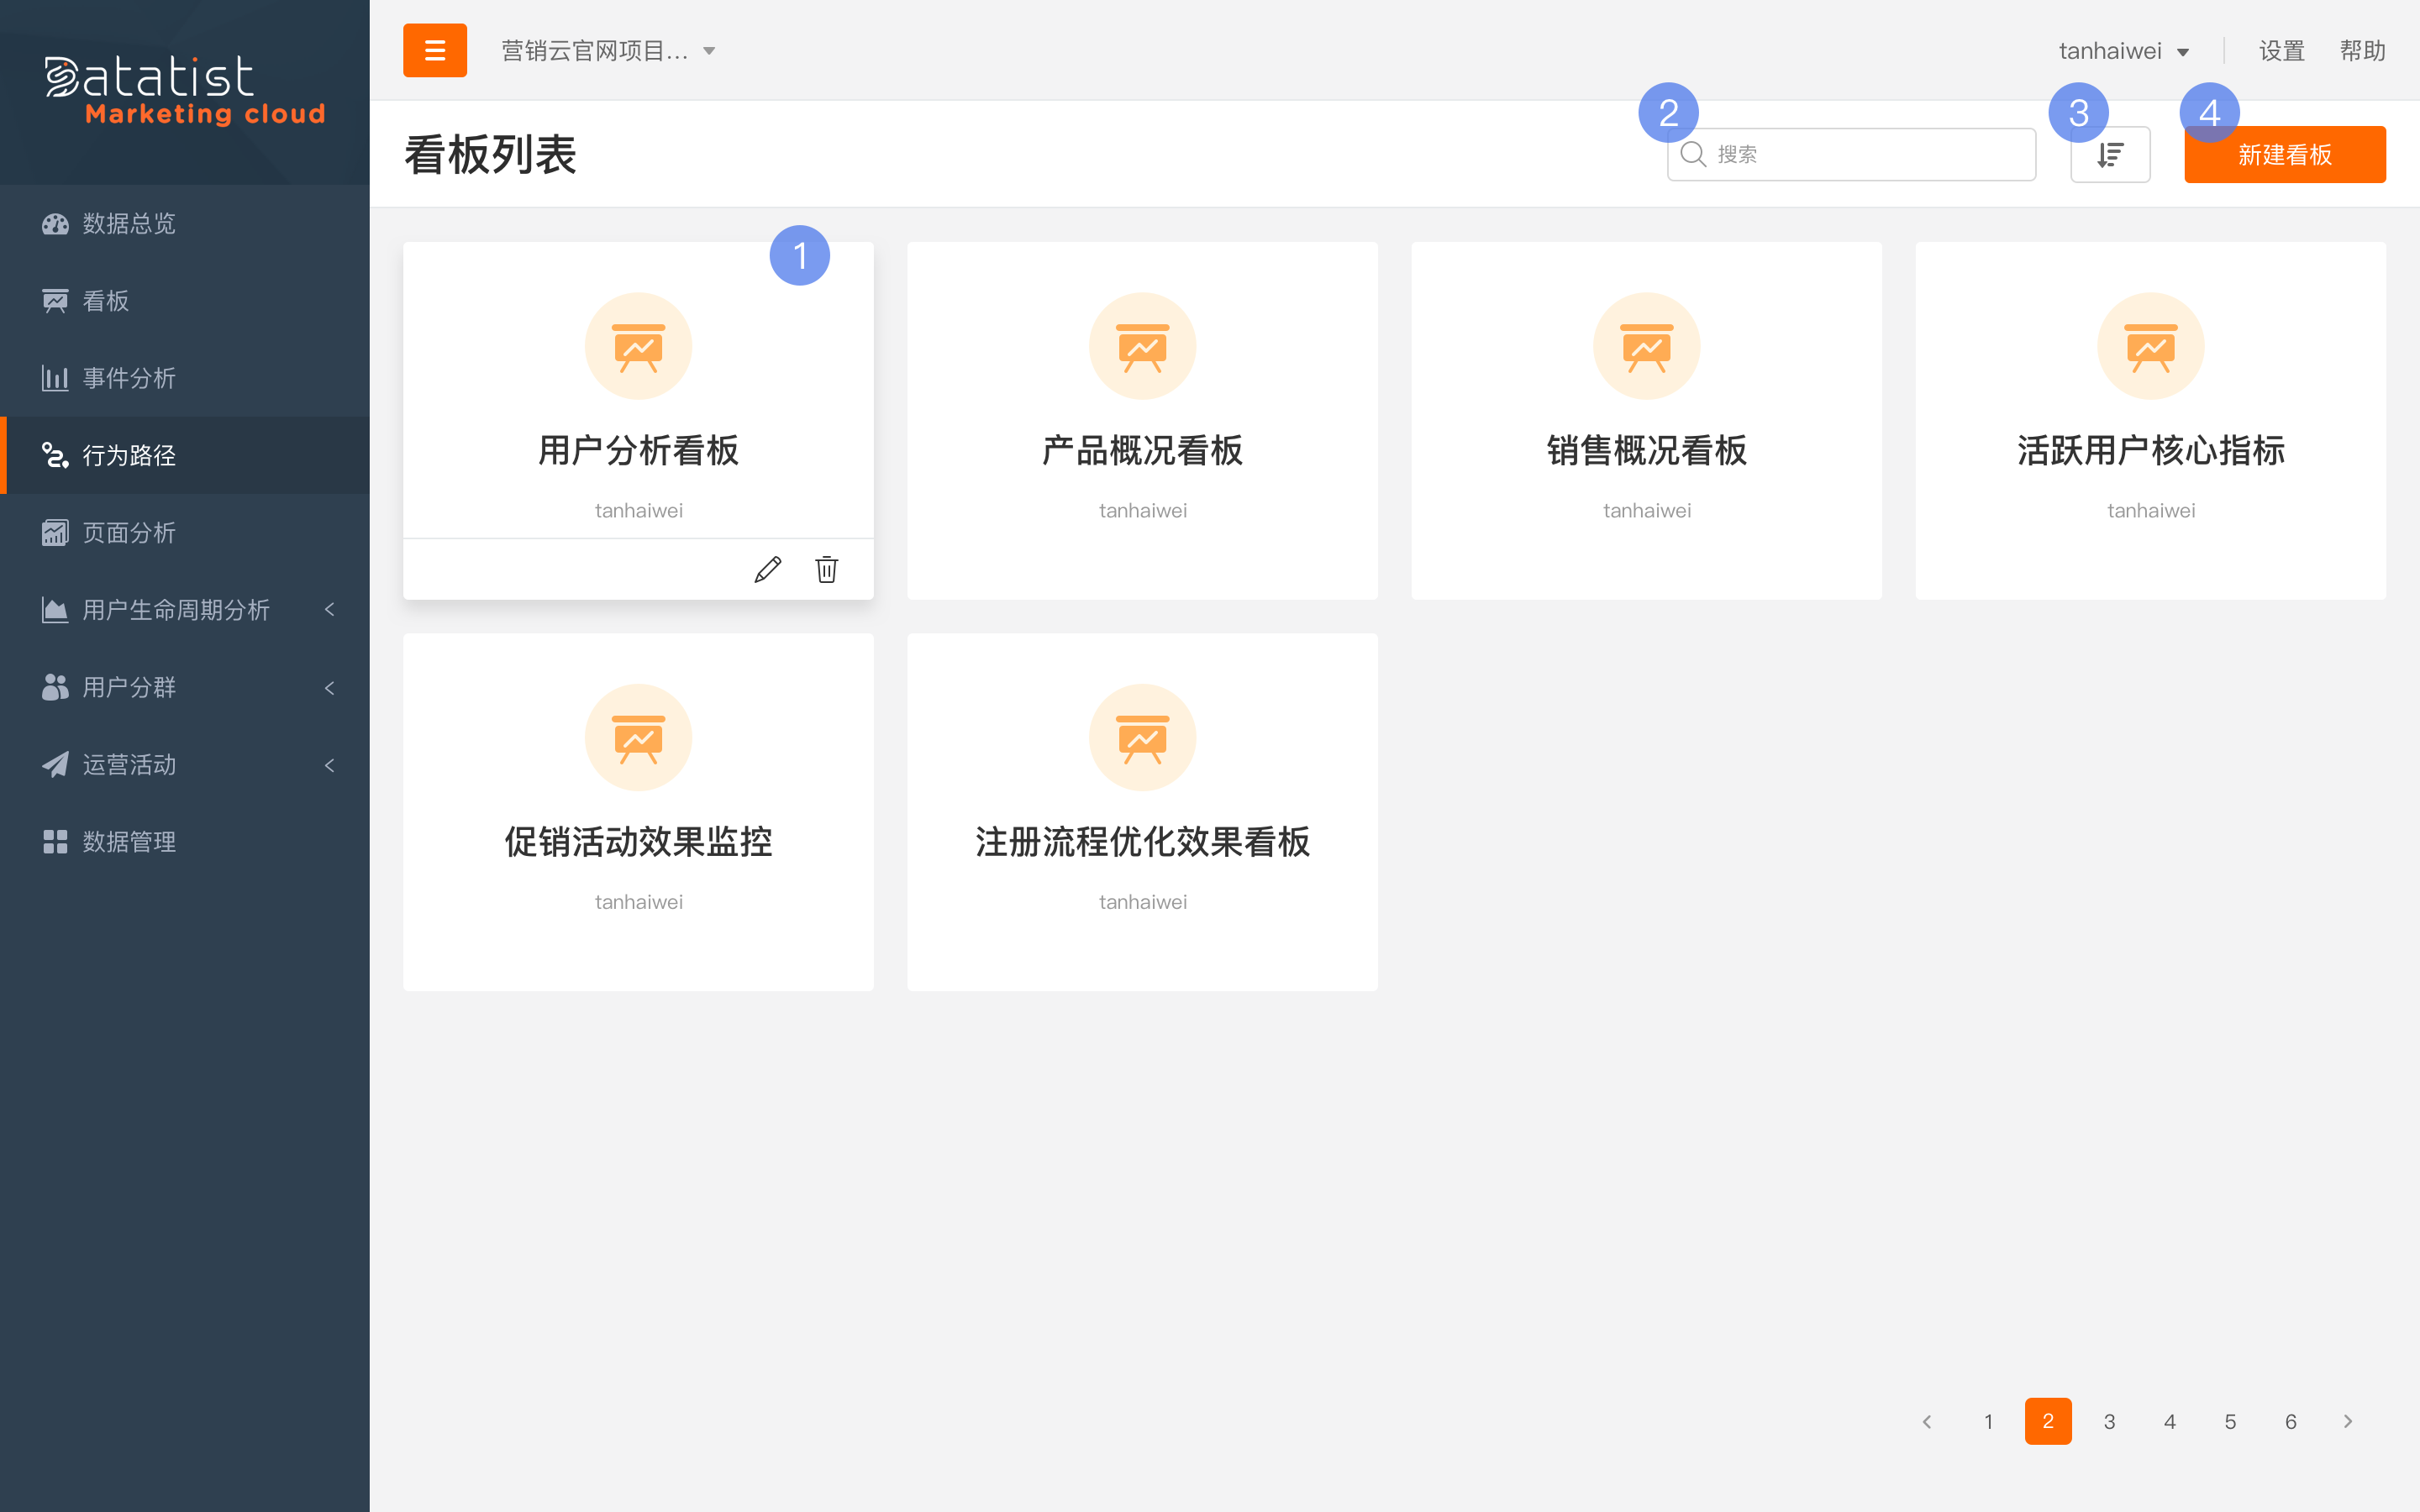 Datatist
Marketing cloud
数据总览
看板
事件分析
行为路径
页面分析
用户生命周期分析
用户分群
运营活动
数据管理
营销云官网项目...
tanhaiwei
设置
帮助
看板列表
2
搜索
3
4
新建看板
1
用户分析看板
tanhaiwei
产品概况看板
tanhaiwei
销售概况看板
tanhaiwei
活跃用户核心指标
tanhaiwei
促销活动效果监控
tanhaiwei
注册流程优化效果看板
tanhaiwei
1 2 3 4 5 6